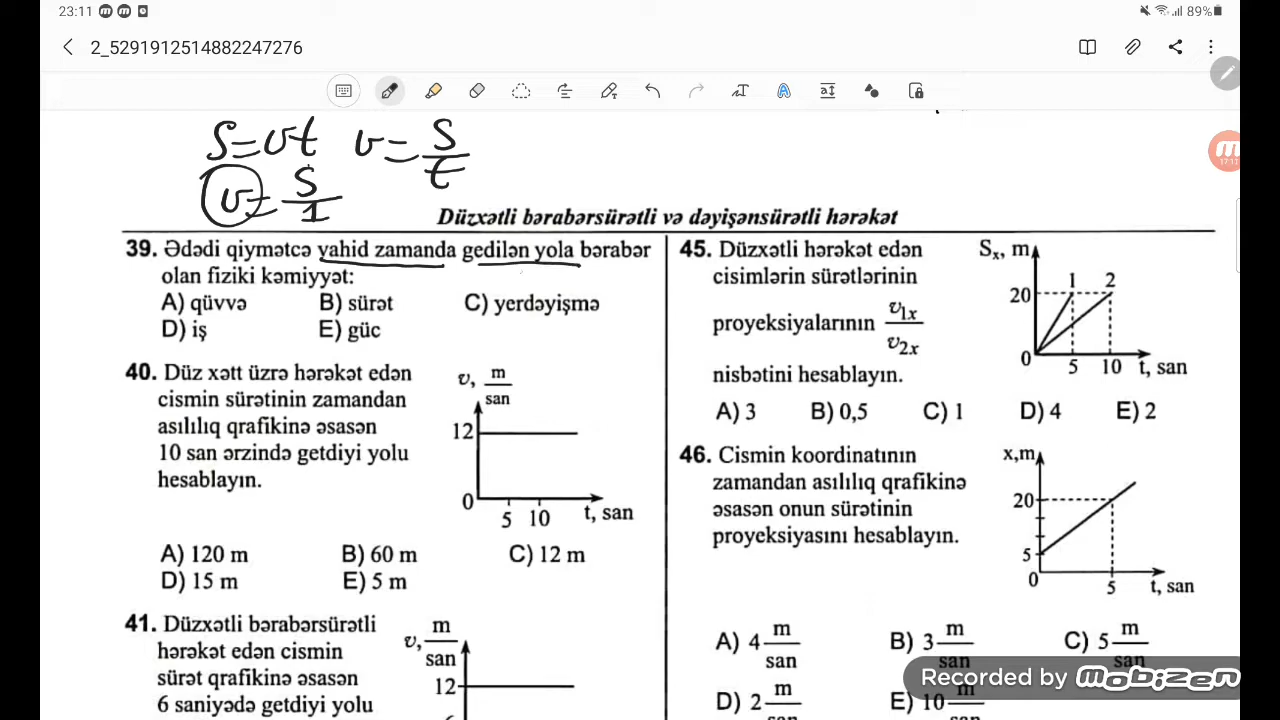 23:11
89%
2_5291912514882247276
S=vt v=S/t
v=S/1
Düzxətli bərabərsürətli və dəyişənsürətli hərəkət
39. Ədədi qiymətcə vahid zamanda gedilən yola bərabər
olan fiziki kəmiyyət:
A) qüvvə B) sürət C) yerdəyişmə
D) iş E) güc
40. Düz xətt üzrə hərəkət edən
cismin sürətinin zamandan
asılılıq qrafikinə əsasən
10 san ərzində getdiyi yolu
hesablayın.
v, m/san
12
0
5 10 t, san
A) 120 m B) 60 m C) 12 m
D) 15 m E) 5 m
41. Düzxətli bərabərsürətli
hərəkət edən cismin
sürət qrafikinə əsasən
6 saniyədə getdiyi yolu
v, m/san
12
45. Düzxətli hərəkət edən
cisimlərin sürətlərinin
proyeksiyalarının v1x/v2x
nisbətini hesablayın.
Sx, m
1 2
20
0
5 10 t, san
A) 3 B) 0,5 C) 1 D) 4 E) 2
46. Cismin koordinatının
zamandan asılılıq qrafikinə
əsasən onun sürətinin
proyeksiyasını hesablayın.
x,m
20
5
0
5 t, san
A) 4 m/san B) 3 m/san C) 5 m/san
D) 2 m/san E) 10 m/san
Recorded by mobizen
17:11